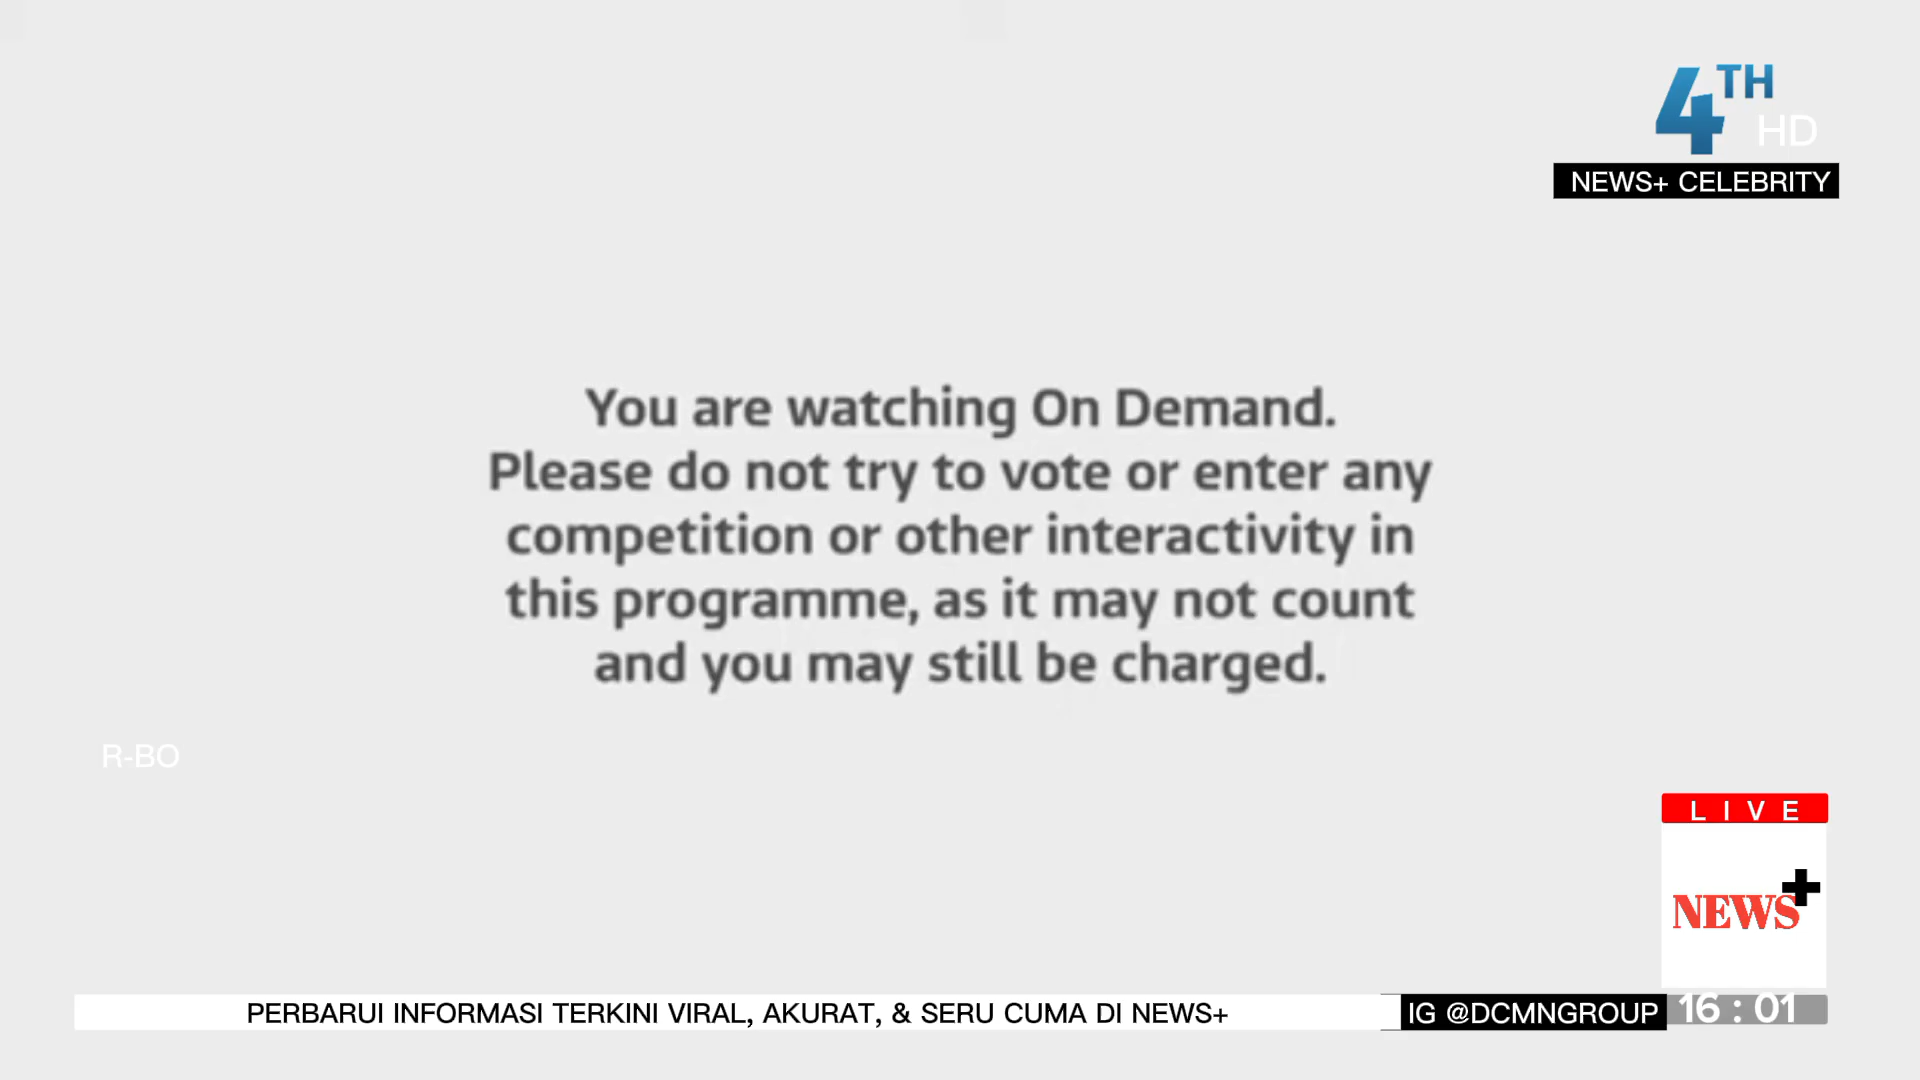 4TH
HD
NEWS+ CELEBRITY
You are watching On Demand.
Please do not try to vote or enter any
competition or other interactivity in
this programme, as it may not count
and you may still be charged.
R-BO
LIVE
NEWS+
PERBARUI INFORMASI TERKINI VIRAL, AKURAT, & SERU CUMA DI NEWS+
IG @DCMNGROUP
16 : 01